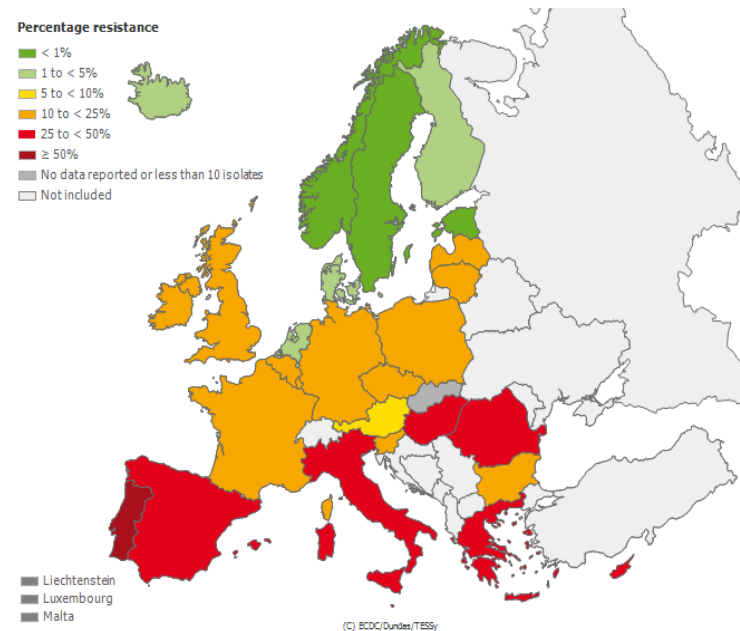 Percentage resistance
< 1%
1 to < 5%
5 to < 10%
10 to < 25%
25 to < 50%
≥ 50%
No data reported or less than 10 isolates
Not included
Liechtenstein
Luxembourg
Malta
(C) ECDC/Dundas/TESSy